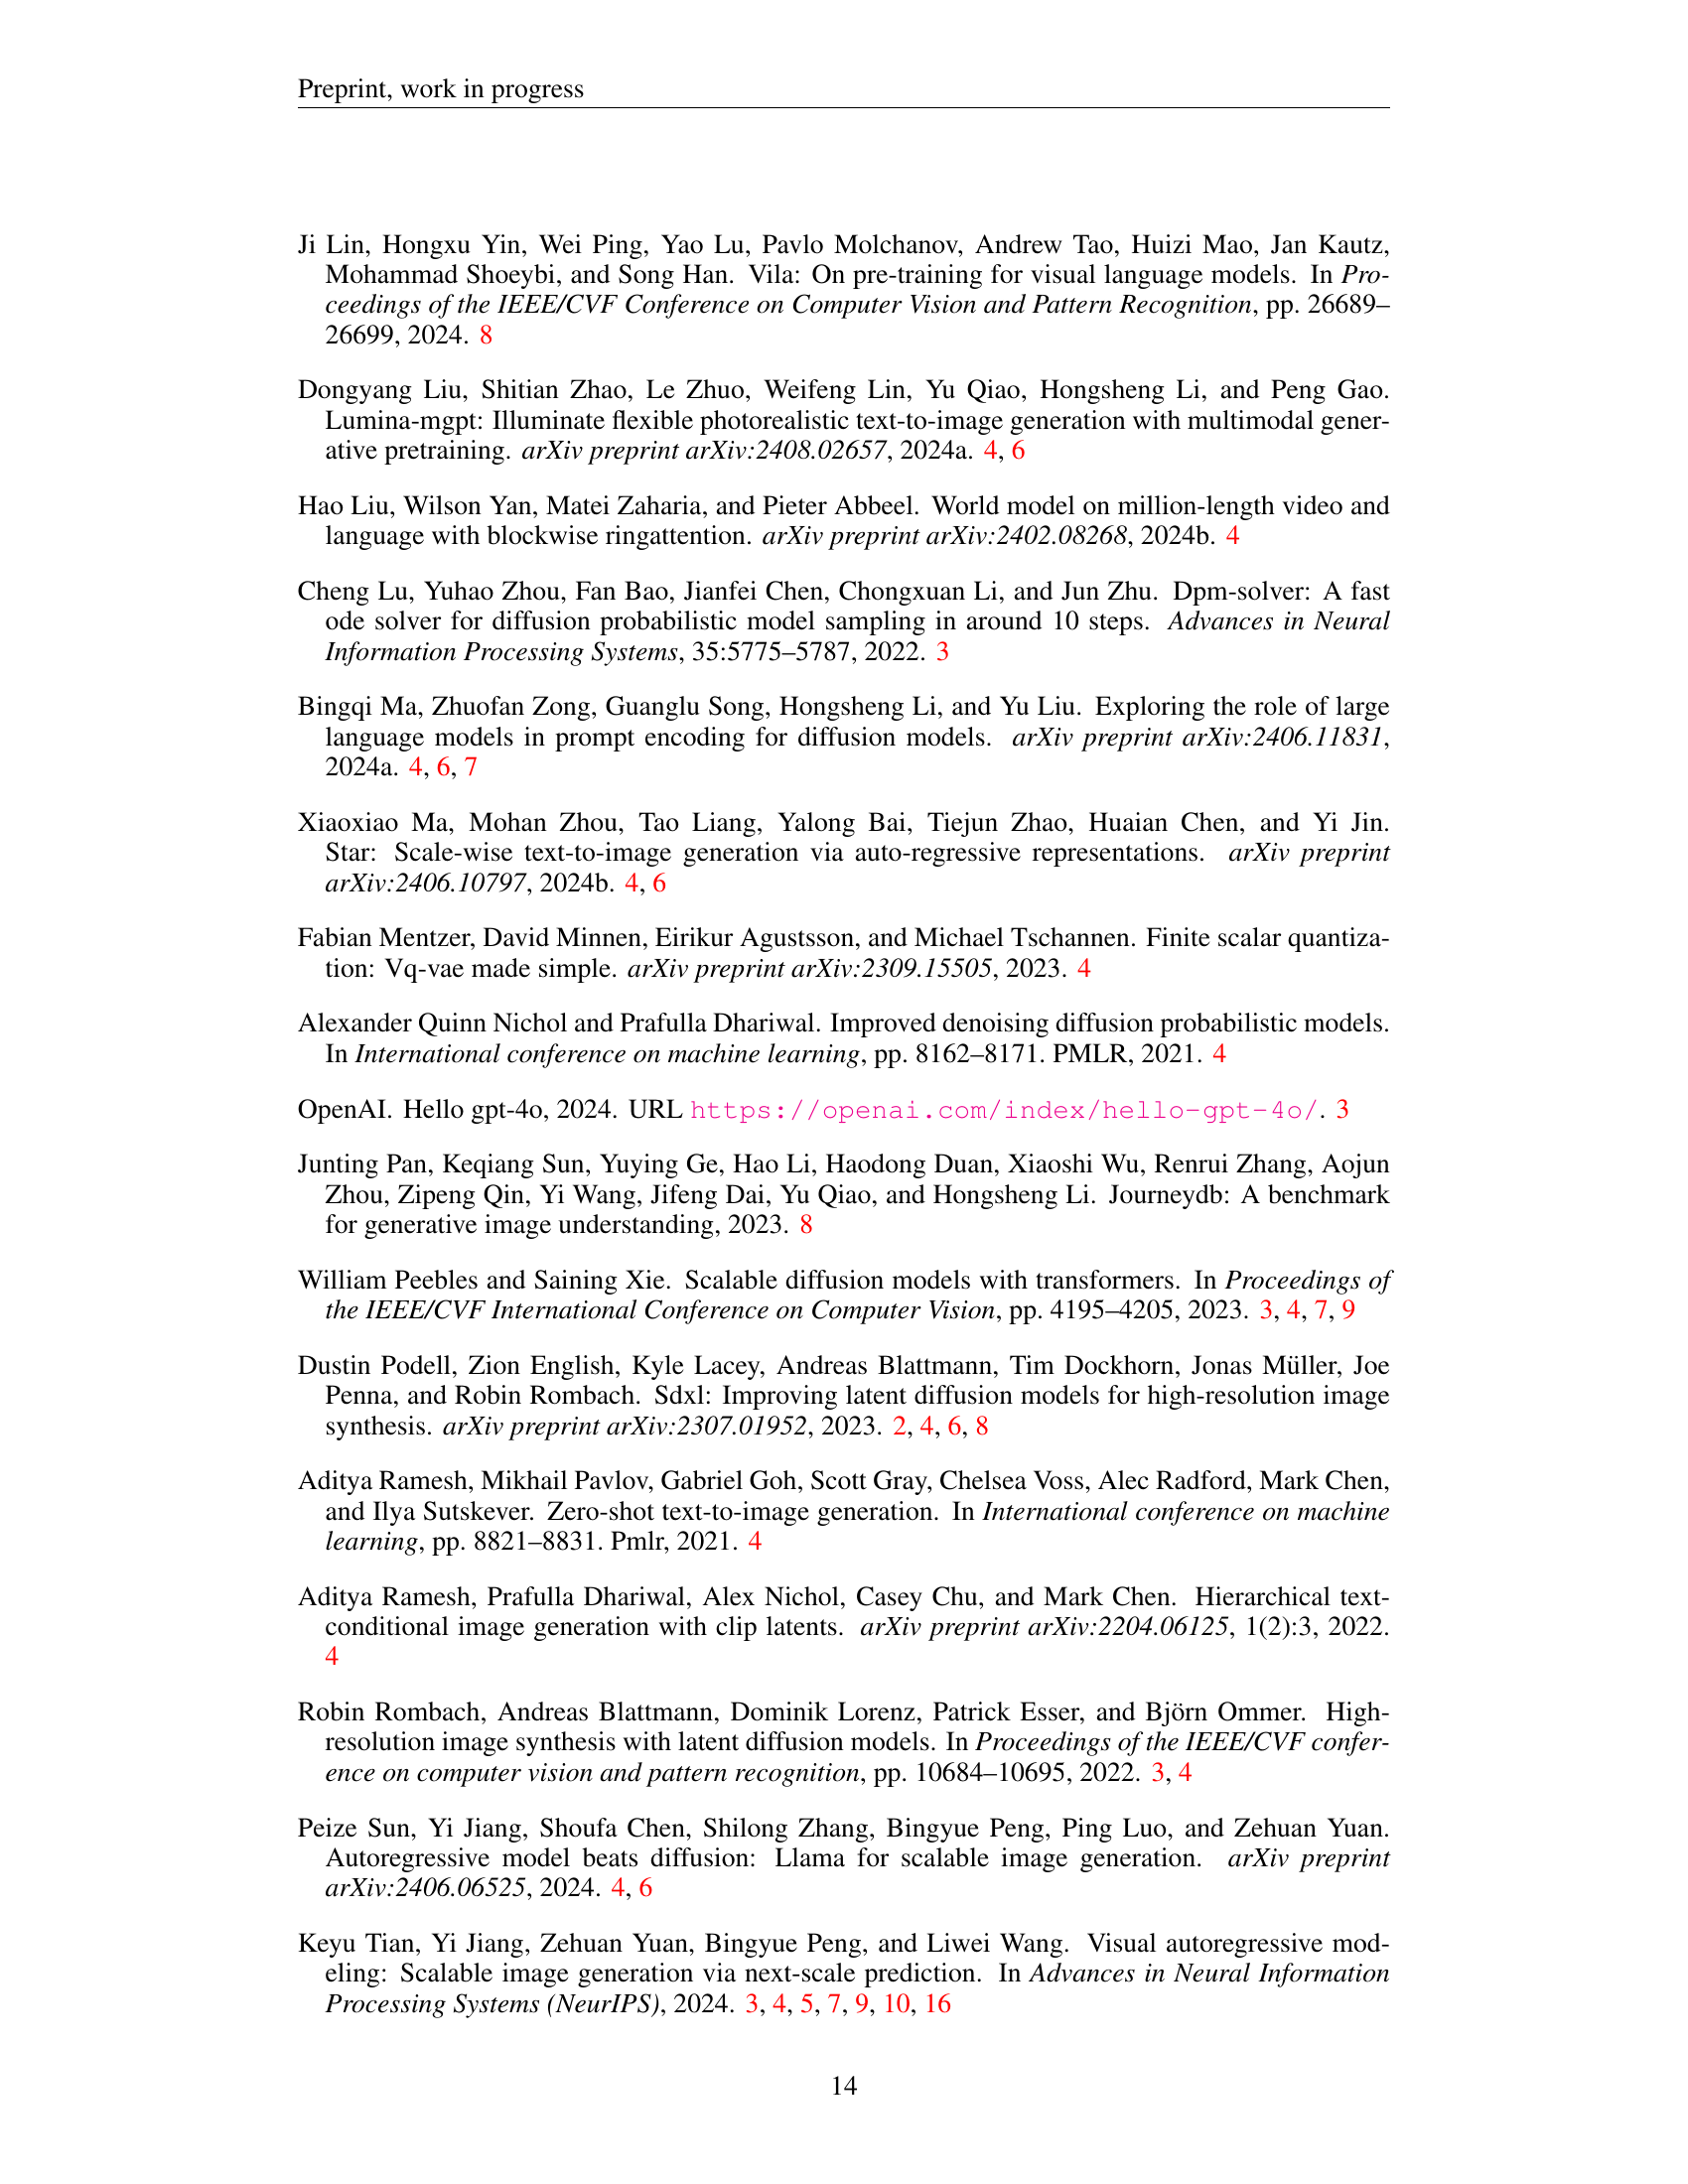 Preprint, work in progress
Ji Lin, Hongxu Yin, Wei Ping, Yao Lu, Pavlo Molchanov, Andrew Tao, Huizi Mao, Jan Kautz,
Mohammad Shoeybi, and Song Han. Vila: On pre-training for visual language models. In Pro-
ceedings of the IEEE/CVF Conference on Computer Vision and Pattern Recognition, pp. 26689–
26699, 2024. 8
Dongyang Liu, Shitian Zhao, Le Zhuo, Weifeng Lin, Yu Qiao, Hongsheng Li, and Peng Gao.
Lumina-mgpt: Illuminate flexible photorealistic text-to-image generation with multimodal gener-
ative pretraining. arXiv preprint arXiv:2408.02657, 2024a. 4, 6
Hao Liu, Wilson Yan, Matei Zaharia, and Pieter Abbeel. World model on million-length video and
language with blockwise ringattention. arXiv preprint arXiv:2402.08268, 2024b. 4
Cheng Lu, Yuhao Zhou, Fan Bao, Jianfei Chen, Chongxuan Li, and Jun Zhu. Dpm-solver: A fast
ode solver for diffusion probabilistic model sampling in around 10 steps. Advances in Neural
Information Processing Systems, 35:5775–5787, 2022. 3
Bingqi Ma, Zhuofan Zong, Guanglu Song, Hongsheng Li, and Yu Liu. Exploring the role of large
language models in prompt encoding for diffusion models. arXiv preprint arXiv:2406.11831,
2024a. 4, 6, 7
Xiaoxiao Ma, Mohan Zhou, Tao Liang, Yalong Bai, Tiejun Zhao, Huaian Chen, and Yi Jin.
Star: Scale-wise text-to-image generation via auto-regressive representations. arXiv preprint
arXiv:2406.10797, 2024b. 4, 6
Fabian Mentzer, David Minnen, Eirikur Agustsson, and Michael Tschannen. Finite scalar quantiza-
tion: Vq-vae made simple. arXiv preprint arXiv:2309.15505, 2023. 4
Alexander Quinn Nichol and Prafulla Dhariwal. Improved denoising diffusion probabilistic models.
In International conference on machine learning, pp. 8162–8171. PMLR, 2021. 4
OpenAI. Hello gpt-4o, 2024. URL https://openai.com/index/hello-gpt-4o/. 3
Junting Pan, Keqiang Sun, Yuying Ge, Hao Li, Haodong Duan, Xiaoshi Wu, Renrui Zhang, Aojun
Zhou, Zipeng Qin, Yi Wang, Jifeng Dai, Yu Qiao, and Hongsheng Li. Journeydb: A benchmark
for generative image understanding, 2023. 8
William Peebles and Saining Xie. Scalable diffusion models with transformers. In Proceedings of
the IEEE/CVF International Conference on Computer Vision, pp. 4195–4205, 2023. 3, 4, 7, 9
Dustin Podell, Zion English, Kyle Lacey, Andreas Blattmann, Tim Dockhorn, Jonas Müller, Joe
Penna, and Robin Rombach. Sdxl: Improving latent diffusion models for high-resolution image
synthesis. arXiv preprint arXiv:2307.01952, 2023. 2, 4, 6, 8
Aditya Ramesh, Mikhail Pavlov, Gabriel Goh, Scott Gray, Chelsea Voss, Alec Radford, Mark Chen,
and Ilya Sutskever. Zero-shot text-to-image generation. In International conference on machine
learning, pp. 8821–8831. Pmlr, 2021. 4
Aditya Ramesh, Prafulla Dhariwal, Alex Nichol, Casey Chu, and Mark Chen. Hierarchical text-
conditional image generation with clip latents. arXiv preprint arXiv:2204.06125, 1(2):3, 2022.
4
Robin Rombach, Andreas Blattmann, Dominik Lorenz, Patrick Esser, and Björn Ommer. High-
resolution image synthesis with latent diffusion models. In Proceedings of the IEEE/CVF confer-
ence on computer vision and pattern recognition, pp. 10684–10695, 2022. 3, 4
Peize Sun, Yi Jiang, Shoufa Chen, Shilong Zhang, Bingyue Peng, Ping Luo, and Zehuan Yuan.
Autoregressive model beats diffusion: Llama for scalable image generation. arXiv preprint
arXiv:2406.06525, 2024. 4, 6
Keyu Tian, Yi Jiang, Zehuan Yuan, Bingyue Peng, and Liwei Wang. Visual autoregressive mod-
eling: Scalable image generation via next-scale prediction. In Advances in Neural Information
Processing Systems (NeurIPS), 2024. 3, 4, 5, 7, 9, 10, 16
14